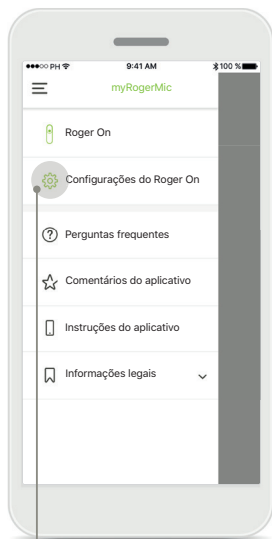 PH 9:41 AM 100 %
myRogerMic
Roger On
Configurações do Roger On
Perguntas frequentes
Comentários do aplicativo
Instruções do aplicativo
Informações legais